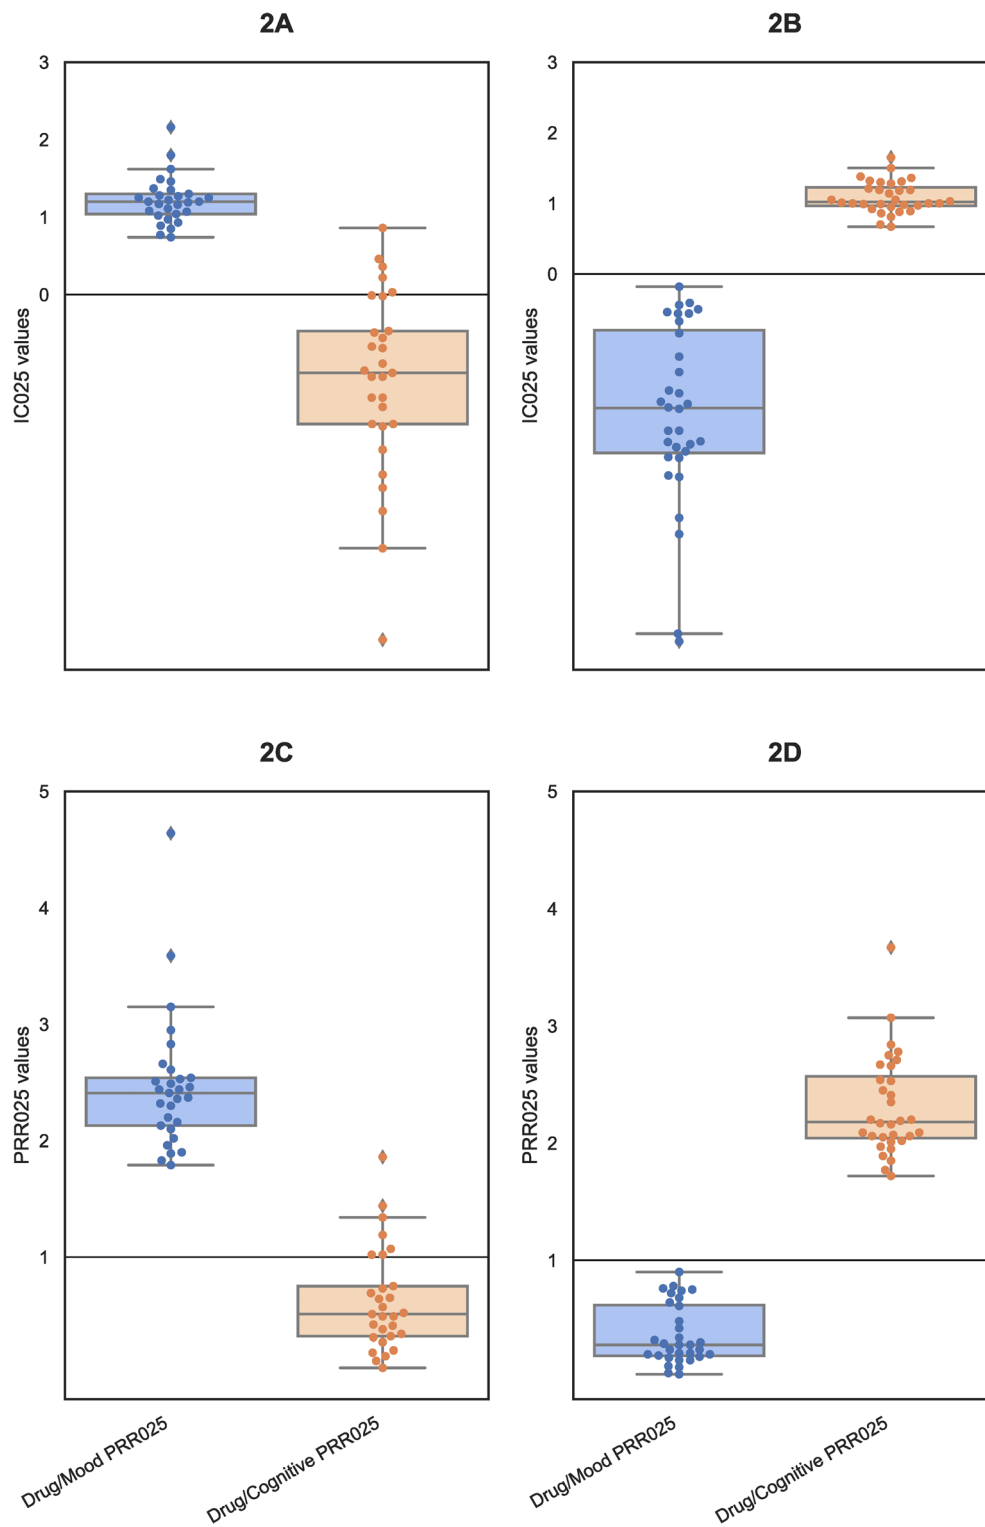 2A
2B
3
2
1
0
IC025 values
3
2
1
0
IC025 values
2C
2D
5
4
3
2
1
PRR025 values
5
4
3
2
1
PRR025 values
Drug/Mood PRR025
Drug/Cognitive PRR025
Drug/Mood PRR025
Drug/Cognitive PRR025